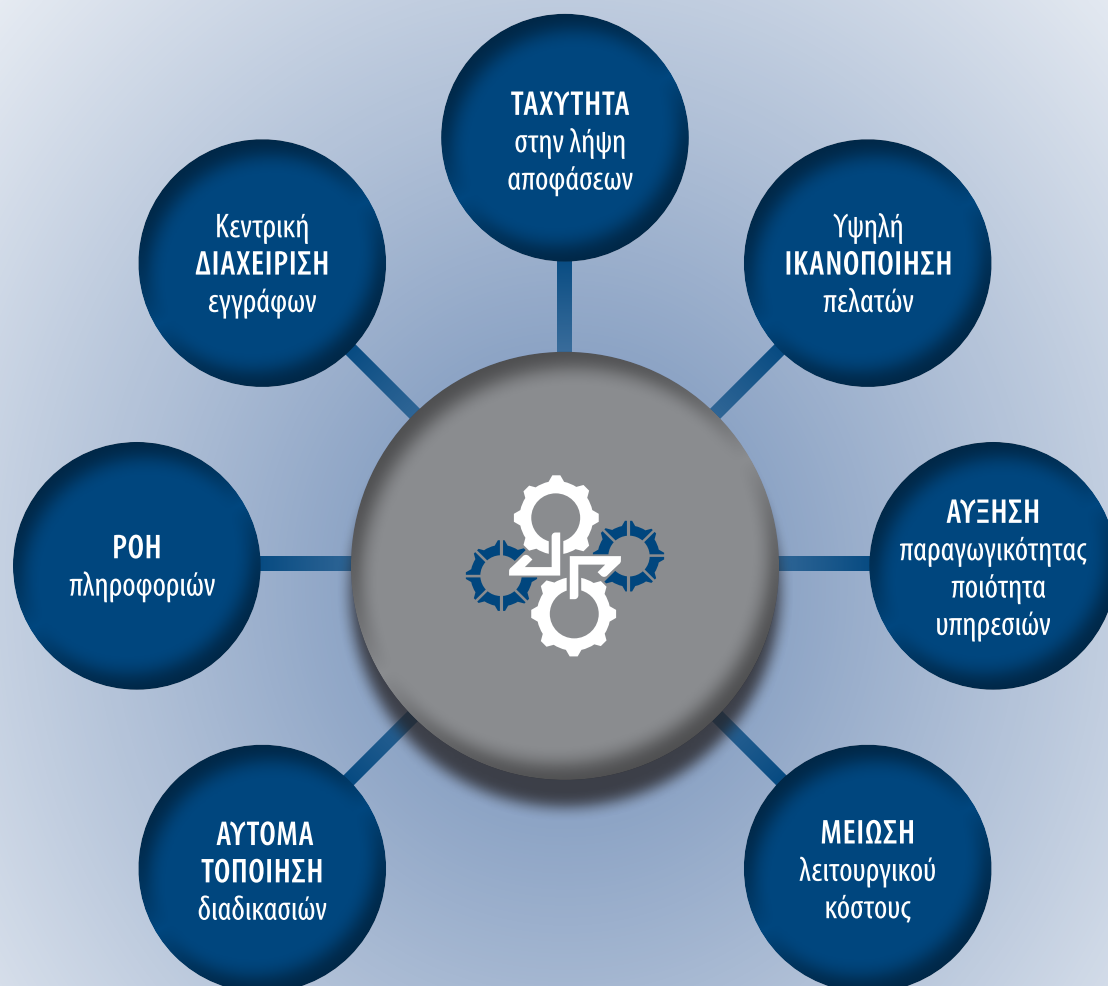 ΤΑΧΥΤΗΤΑ
στην λήψη
αποφάσεων
Υψηλή
ΙΚΑΝΟΠΟΙΗΣΗ
πελατών
ΑΥΞΗΣΗ
παραγωγικότητας
ποιότητα
υπηρεσιών
ΜΕΙΩΣΗ
λειτουργικού
κόστους
ΑΥΤΟΜΑ
ΤΟΠΟΙΗΣΗ
διαδικασιών
ΡΟΗ
πληροφοριών
Κεντρική
ΔΙΑΧΕΙΡΙΣΗ
εγγράφων